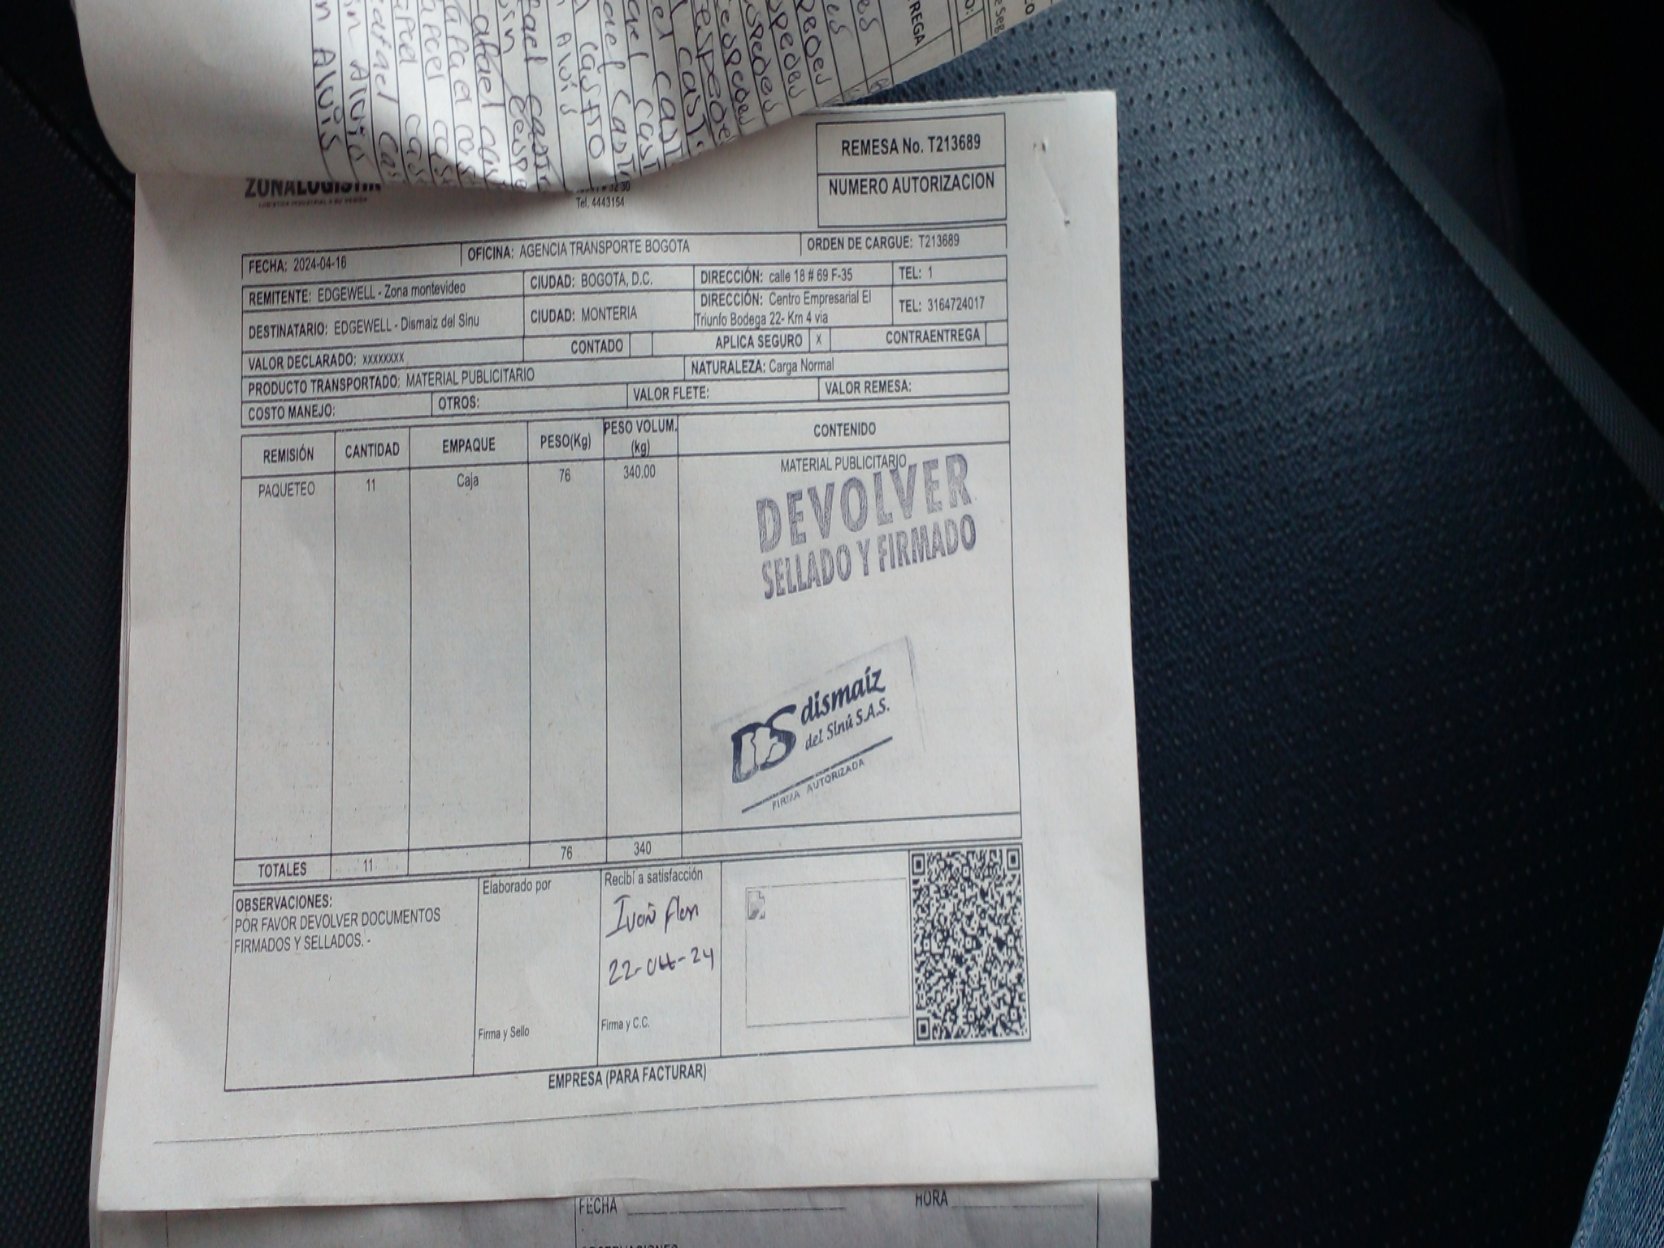 REMESA No. T213689
NUMERO AUTORIZACION
ZONALOGISTIK
Tel. 4443154
FECHA: 2024-04-16 OFICINA: AGENCIA TRANSPORTE BOGOTA ORDEN DE CARGUE: T213689
REMITENTE: EDGEWELL - Zona montevideo CIUDAD: BOGOTA, D.C. DIRECCIÓN: calle 18 # 69 F-35 TEL: 1
DESTINATARIO: EDGEWELL - Dismaiz del Sinu CIUDAD: MONTERIA DIRECCIÓN: Centro Empresarial El TEL: 3164724017
Triunfo Bodega 22- Km 4 via
VALOR DECLARADO: xxxxxxxx CONTADO APLICA SEGURO x CONTRAENTREGA
PRODUCTO TRANSPORTADO: MATERIAL PUBLICITARIO NATURALEZA: Carga Normal
COSTO MANEJO: OTROS: VALOR FLETE: VALOR REMESA:
REMISIÓN CANTIDAD EMPAQUE PESO(Kg) PESO VOLUM. CONTENIDO
(kg)
PAQUETEO 11 Caja 76 340.00 MATERIAL PUBLICITARIO
DEVOLVER
SELLADO Y FIRMADO
DS dismaíz
del Sinú S.A.S.
FIRMA AUTORIZADA
TOTALES 11 76 340
OBSERVACIONES:
POR FAVOR DEVOLVER DOCUMENTOS
FIRMADOS Y SELLADOS. -
Elaborado por
Firma y Sello
Recibí a satisfacción
22-04-24
Firma y C.C.
EMPRESA (PARA FACTURAR)
FECHA HORA